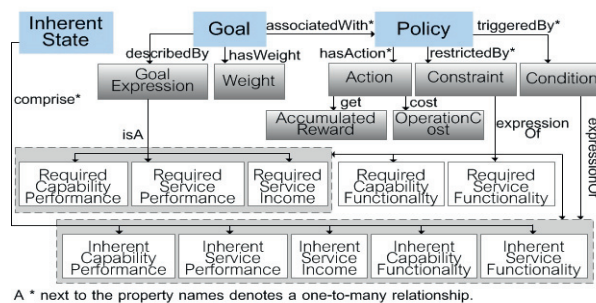 Inherent
State
Goal
associatedWith*
Policy
triggeredBy*
describedBy
hasWeight
hasAction*
restrictedBy*
Goal
Expression
Weight
Action
Constraint
Condition
comprise*
get
cost
isA
Accumulated
Reward
OperationC
ost
expression
Of
expressionOf
Required
Capability
Performance
Required
Service
Performance
Required
Service
Income
Required
Capability
Functionality
Required
Service
Functionality
Inherent
Capability
Performance
Inherent
Service
Performance
Inherent
Service
Income
Inherent
Capability
Functionality
Inherent
Service
Functionality
A * next to the property names denotes a one-to-many relationship.